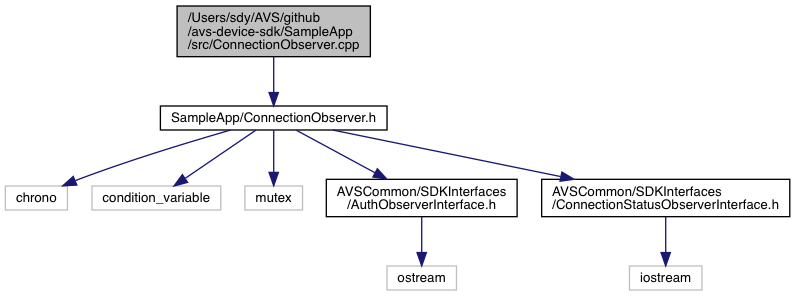 /Users/sdy/AVS/github
/avs-device-sdk/SampleApp
/src/ConnectionObserver.cpp
SampleApp/ConnectionObserver.h
chrono
condition_variable
mutex
AVSCommon/SDKInterfaces
/AuthObserverInterface.h
AVSCommon/SDKInterfaces
/ConnectionStatusObserverInterface.h
ostream
iostream